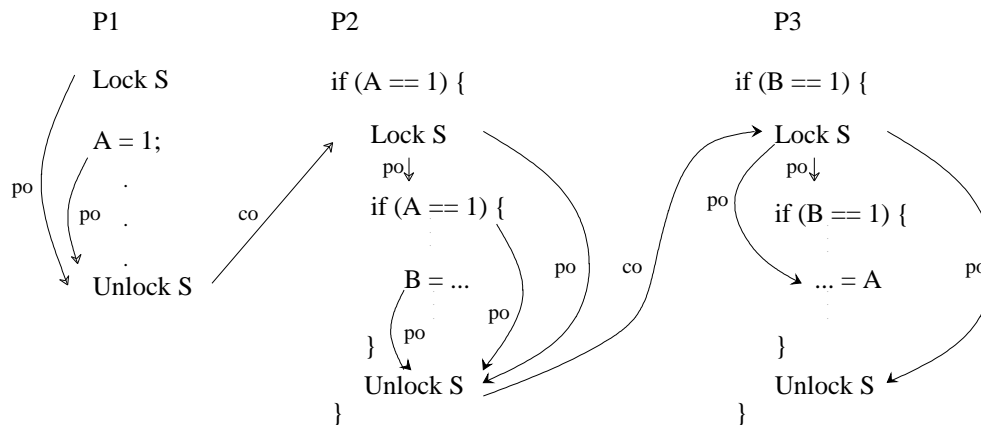 P1
Lock S
A = 1;
.
.
.
Unlock S
po
po
co
P2
if (A == 1) {
Lock S
po
if (A == 1) {
B = ...
po
po
po
}
Unlock S
}
co
P3
if (B == 1) {
Lock S
po
po
if (B == 1) {
... = A
po
}
Unlock S
}